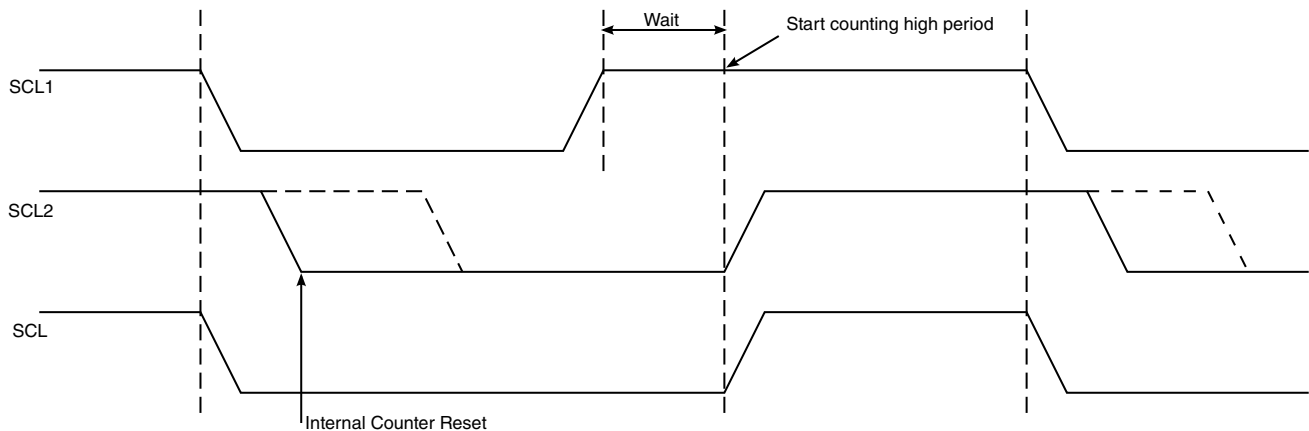 Wait
Start counting high period
SCL1
SCL2
SCL
Internal Counter Reset